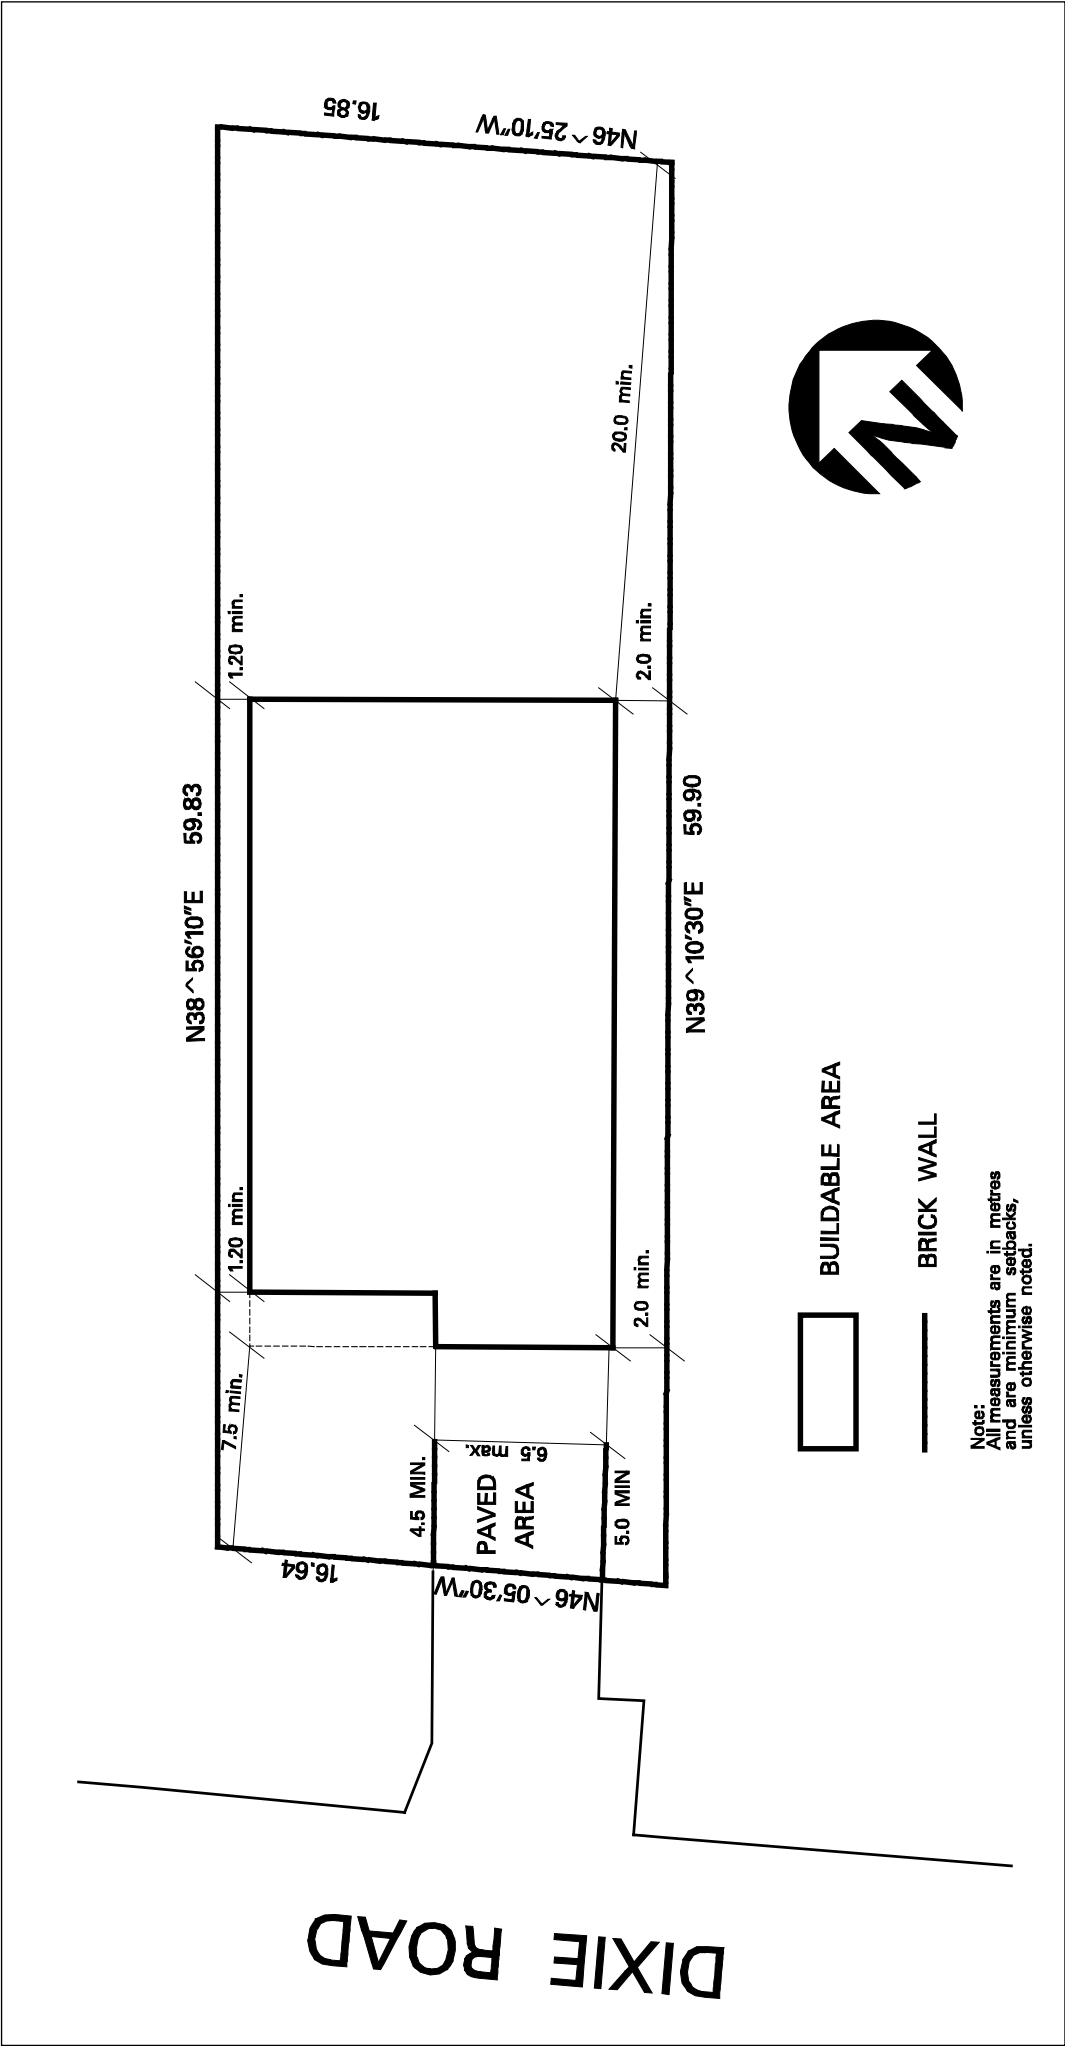 16.85
N46^25'10"W
20.0 min.
1.20 min.
2.0 min.
N38^56'10"E 59.83
N39^10'30"E 59.90
1.20 min.
2.0 min.
7.5 min.
6.5 max.
4.5 MIN.
PAVED
AREA
5.0 MIN
16.64
N46^05'30"W
DIXIE ROAD
N
BUILDABLE AREA
BRICK WALL
Note:
All measurements are in metres
and are minimum setbacks,
unless otherwise noted.